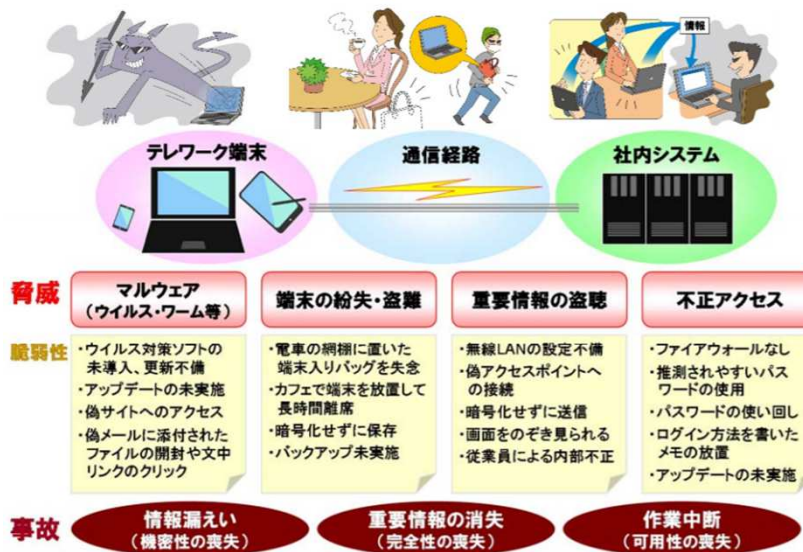 情報
テレワーク端末
通信経路
社内システム
脅威
マルウェア
(ウイルス・ワーム等)
端末の紛失・盗難
重要情報の盗聴
不正アクセス
脆弱性
・ウイルス対策ソフトの
未導入、更新不備
・アップデートの未実施
・偽サイトへのアクセス
・偽メールに添付された
ファイルの開封や文中
リンクのクリック
・電車の網棚に置いた
端末入りバッグを失念
・カフェで端末を放置して
長時間離席
・暗号化せずに保存
・バックアップ未実施
・無線LANの設定不備
・偽アクセスポイントへ
の接続
・暗号化せずに送信
・画面をのぞき見られる
・従業員による内部不正
・ファイアウォールなし
・推測されやすいパス
ワードの使用
・パスワードの使い回し
・ログイン方法を書いた
メモの放置
・アップデートの未実施
事故
情報漏えい
(機密性の喪失)
重要情報の消失
(完全性の喪失)
作業中断
(可用性の喪失)